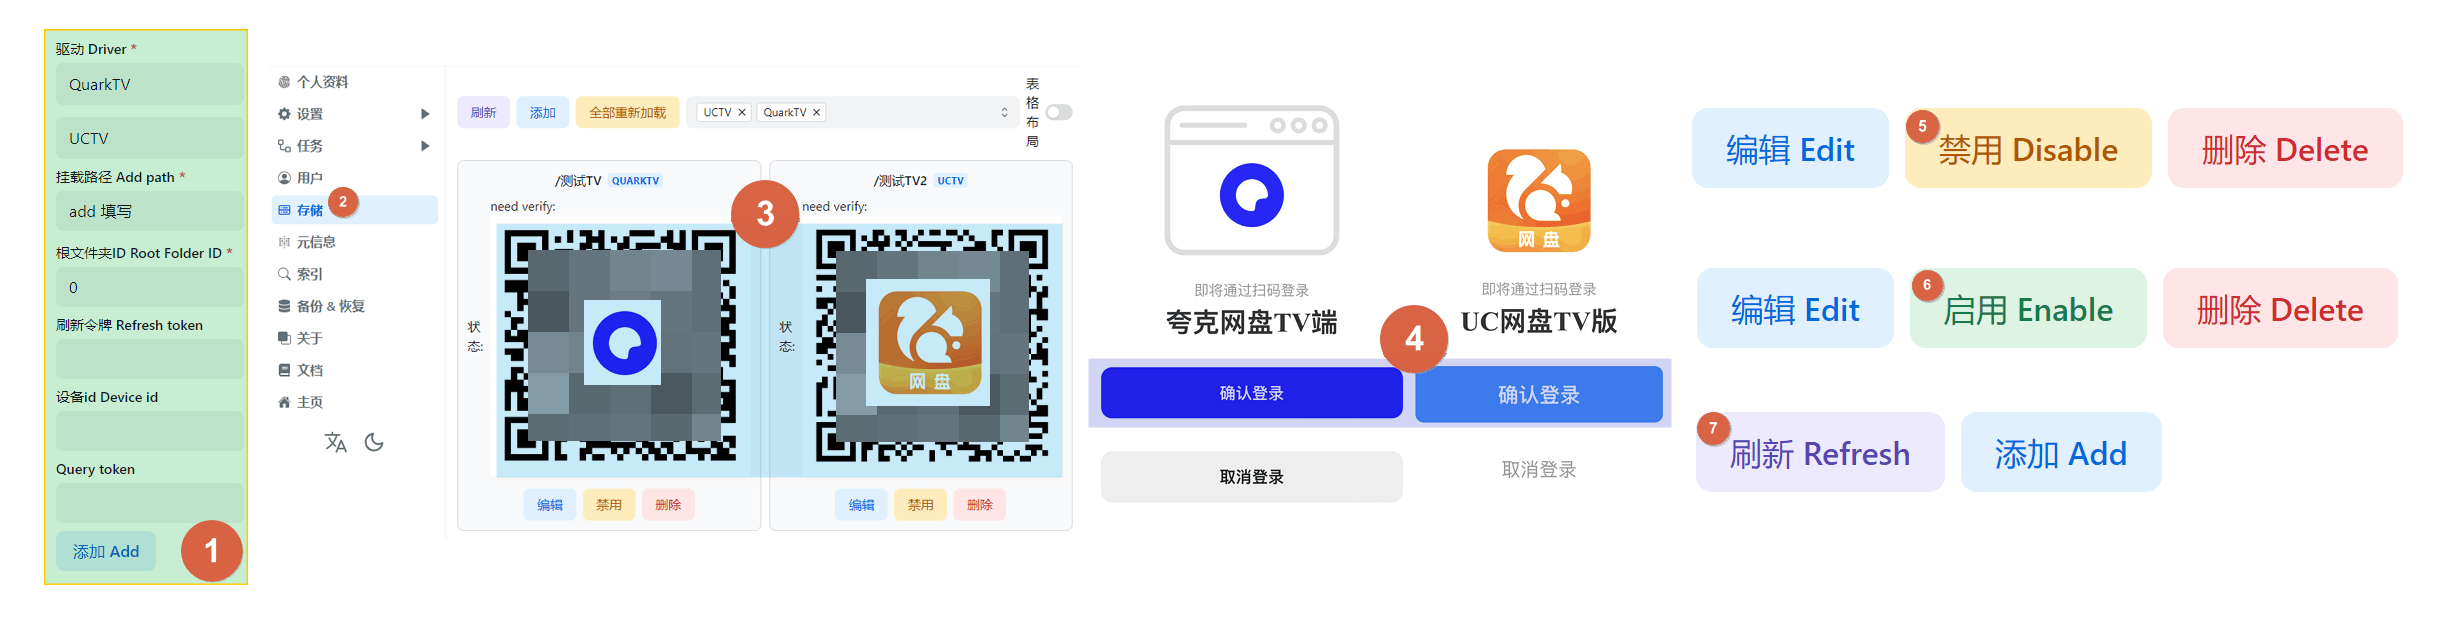 驱动 Driver *
QuarkTV
UCTV
挂载路径 Add path *
add 填写
根文件夹ID Root Folder ID *
0
刷新令牌 Refresh token
设备id Device id
Query token
添加 Add
1
个人资料
设置
任务
用户
存储 2
元信息
索引
备份 & 恢复
关于
文档
主页
刷新 添加 全部重新加载 UCTV × QuarkTV × 表格布局
/测试TV QUARKTV
need verify:
状态:
编辑 禁用 删除
3
/测试TV2 UCTV
need verify:
状态:
网盘
编辑 禁用 删除
即将通过扫码登录
夸克网盘TV端
确认登录
取消登录
4
网盘
即将通过扫码登录
UC网盘TV版
确认登录
取消登录
编辑 Edit 5 禁用 Disable 删除 Delete
编辑 Edit 6 启用 Enable 删除 Delete
7 刷新 Refresh 添加 Add